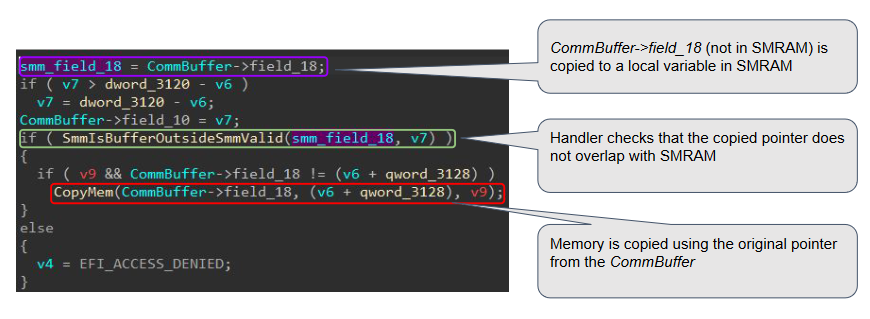 smm_field_18 = CommBuffer->field_18;
if ( v7 > dword_3120 - v6 )
v7 = dword_3120 - v6;
CommBuffer->field_10 = v7;
if ( SmmIsBufferOutsideSmmValid(smm_field_18, v7) )
{
if ( v9 && CommBuffer->field_18 != (v6 + qword_3128) )
CopyMem(CommBuffer->field_18, (v6 + qword_3128), v9);
}
else
{
v4 = EFI_ACCESS_DENIED;
}
CommBuffer->field_18 (not in SMRAM) is
copied to a local variable in SMRAM
Handler checks that the copied pointer does
not overlap with SMRAM
Memory is copied using the original pointer
from the CommBuffer